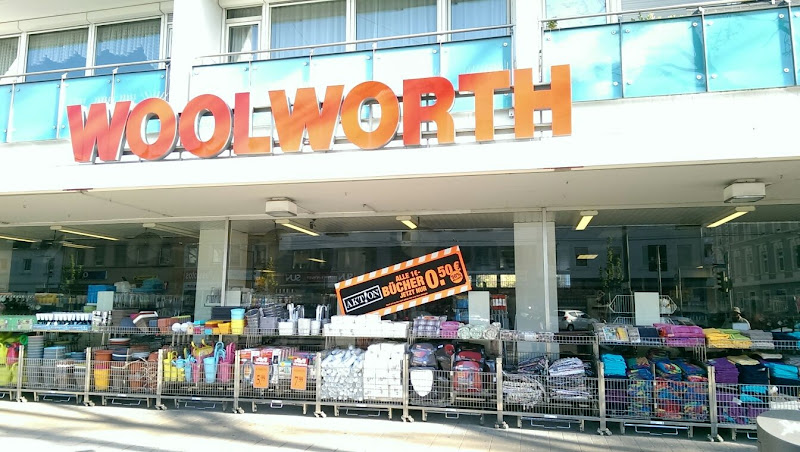 WOOLWORTH
AKTION
ALLE 1€-
BÜCHER
JETZT NUR
0.50€